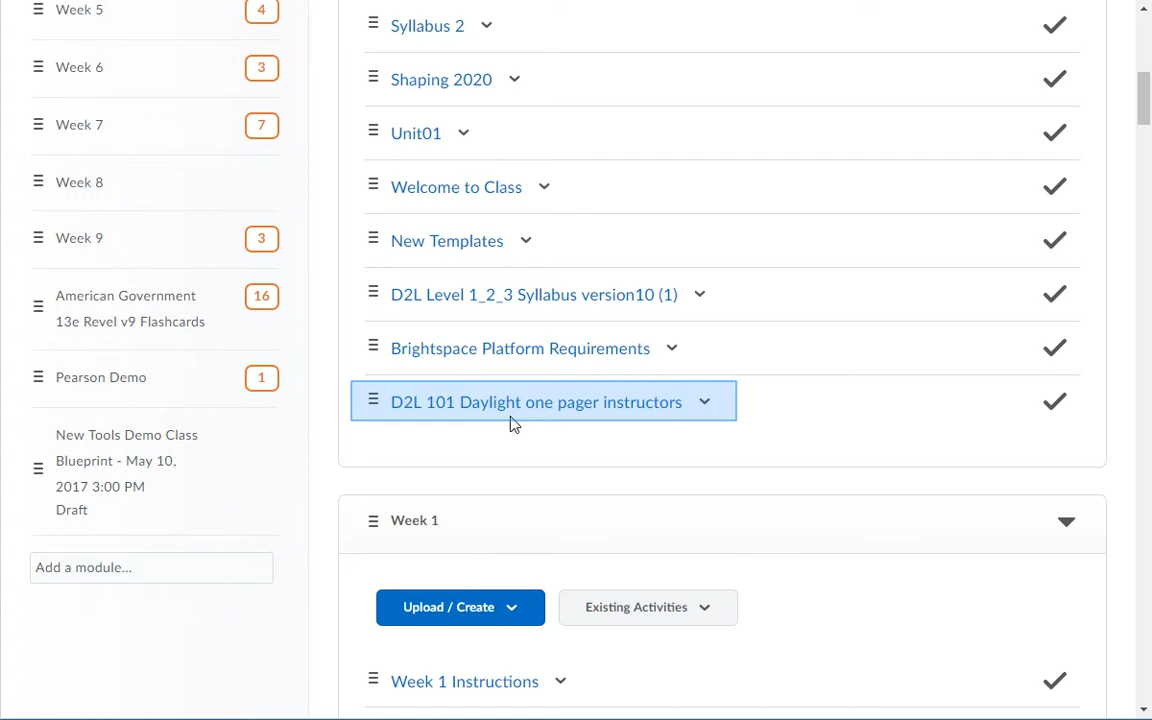 Week 5
4
Week 6
3
Week 7
7
Week 8
Week 9
3
American Government
13e Revel v9 Flashcards
16
Pearson Demo
1
New Tools Demo Class
Blueprint - May 10,
2017 3:00 PM
Draft
Add a module...
Syllabus 2
Shaping 2020
Unit01
Welcome to Class
New Templates
D2L Level 1_2_3 Syllabus version10 (1)
Brightspace Platform Requirements
D2L 101 Daylight one pager instructors
Week 1
Upload / Create
Existing Activities
Week 1 Instructions